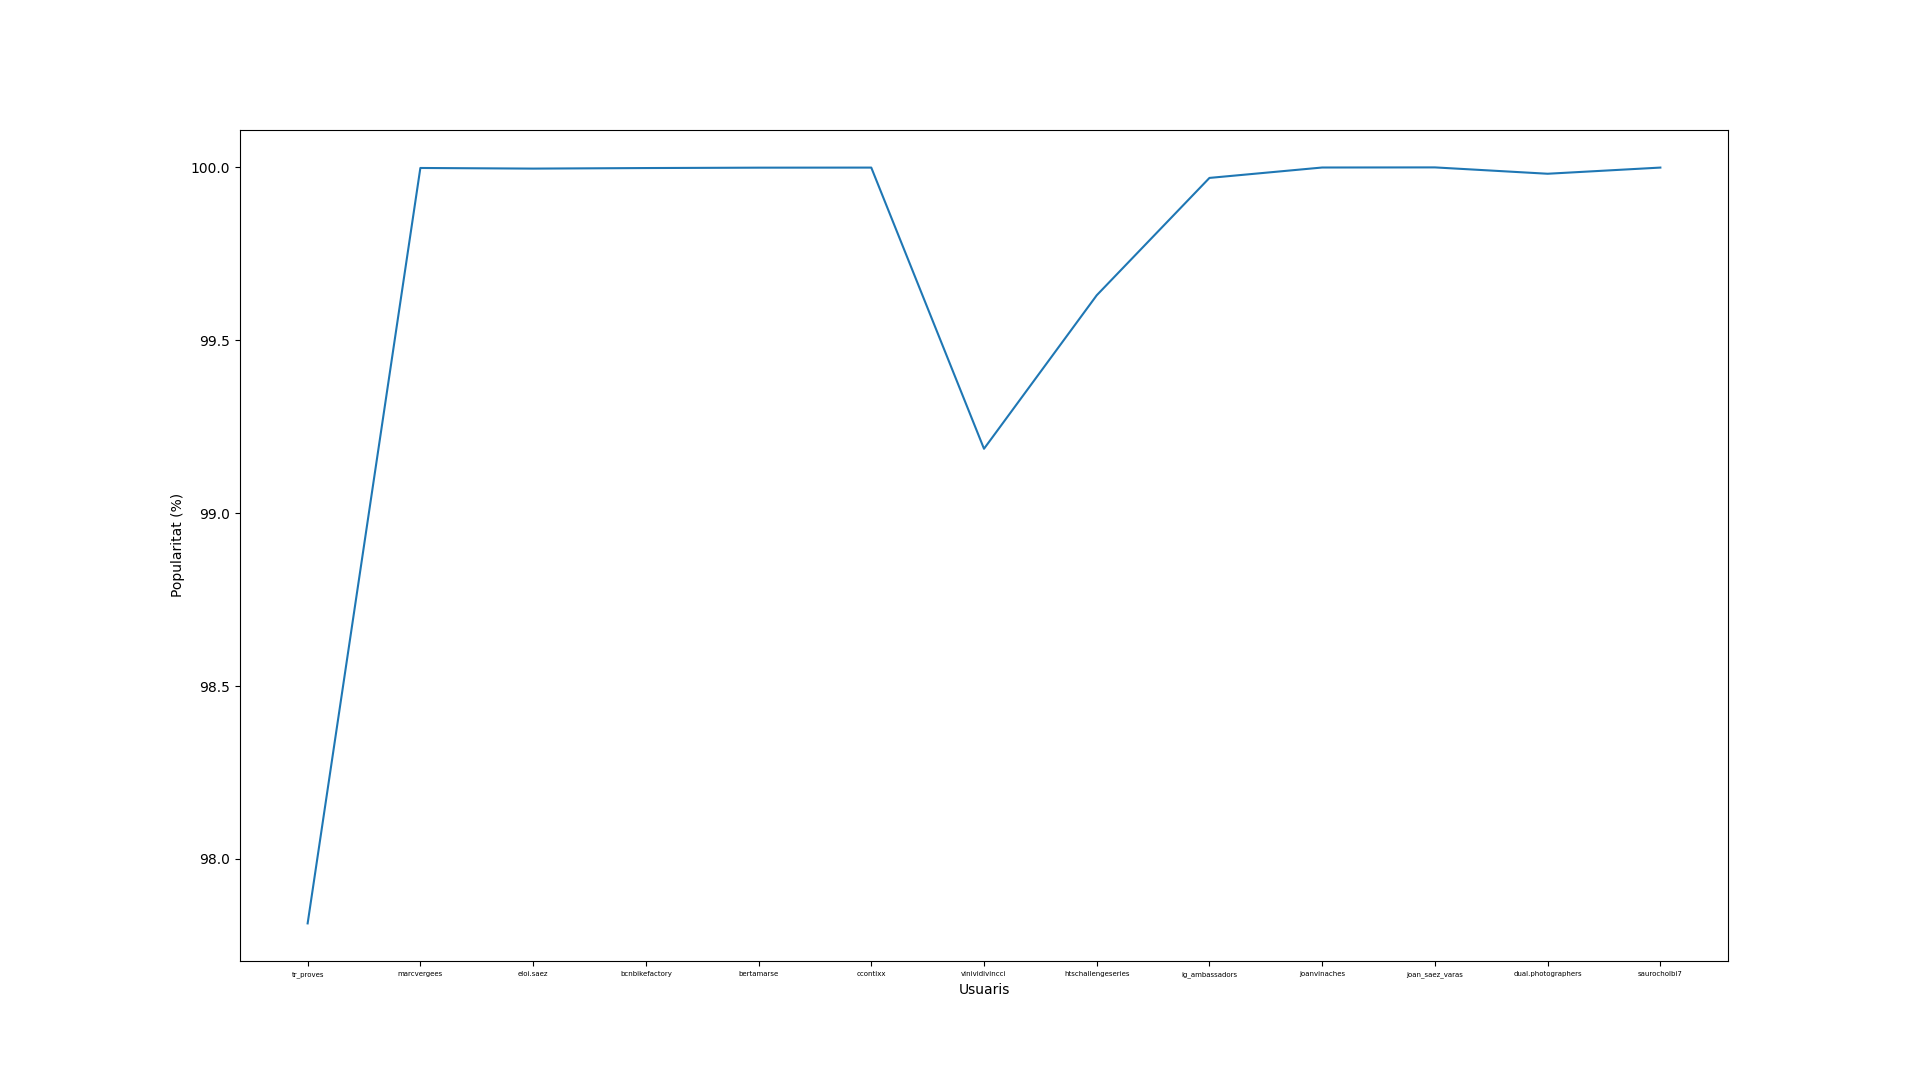 100.0
99.5
99.0
98.5
98.0
Popularitat (%)
tr_proves marcvergees eloi.saez bcnbikefactory bertamarse ccontixx vinividivincci htschallengeseries ig_ambassadors joanvinaches joan_saez_varas dual.photographers saurocholbi7
Usuaris